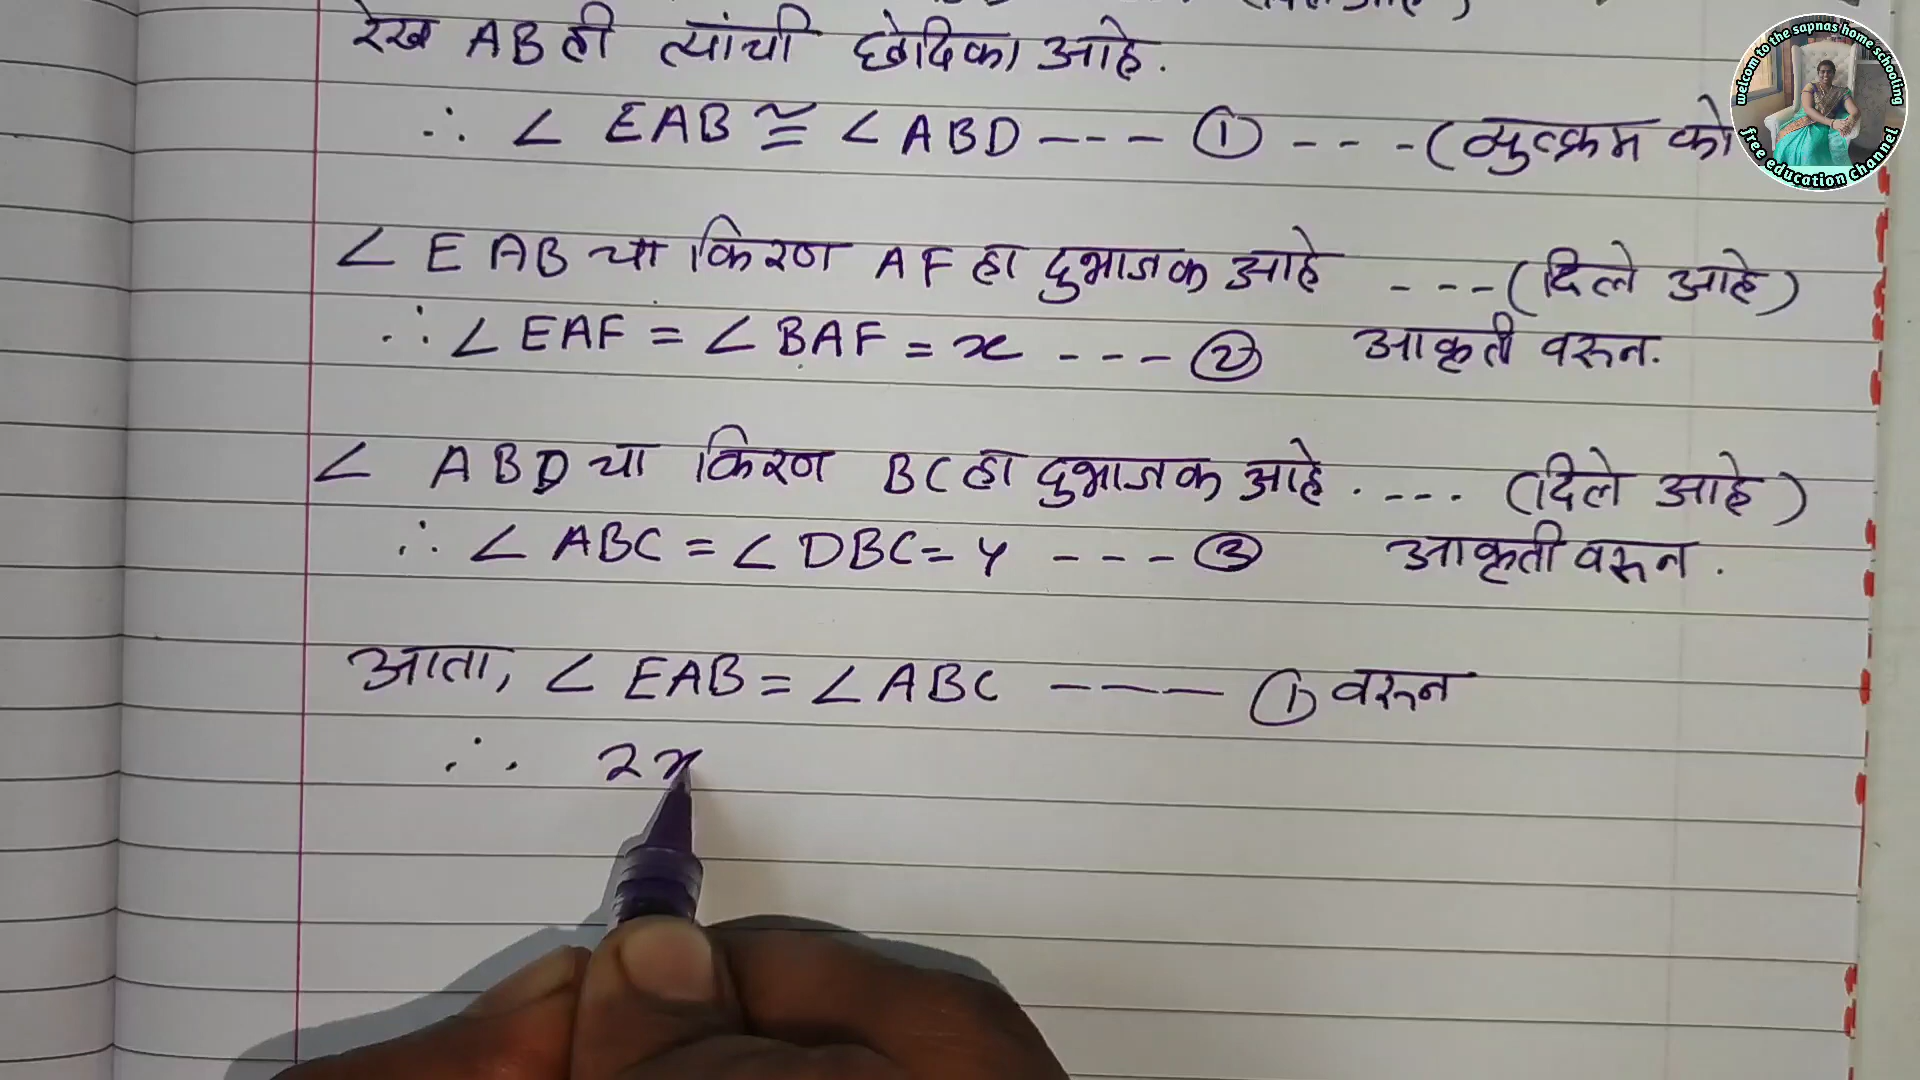 रेख AB ही त्यांची छेदिका आहे.
∴ ∠ EAB ≅ ∠ ABD ---- ① --- (व्युत्क्रम को
∠ EAB चा किरण AF हा दुभाजक आहे --- (दिले आहे)
∴ ∠ EAF = ∠ BAF = x --- ② आकृती वरून.
∠ ABD चा किरण BC हा दुभाजक आहे. --- (दिले आहे)
∴ ∠ ABC = ∠ DBC = y --- ③ आकृती वरून.
आता, ∠ EAB = ∠ ABC ---- ① वरून
∴ 2x
welcom to the sapnas home schooling
free education channel